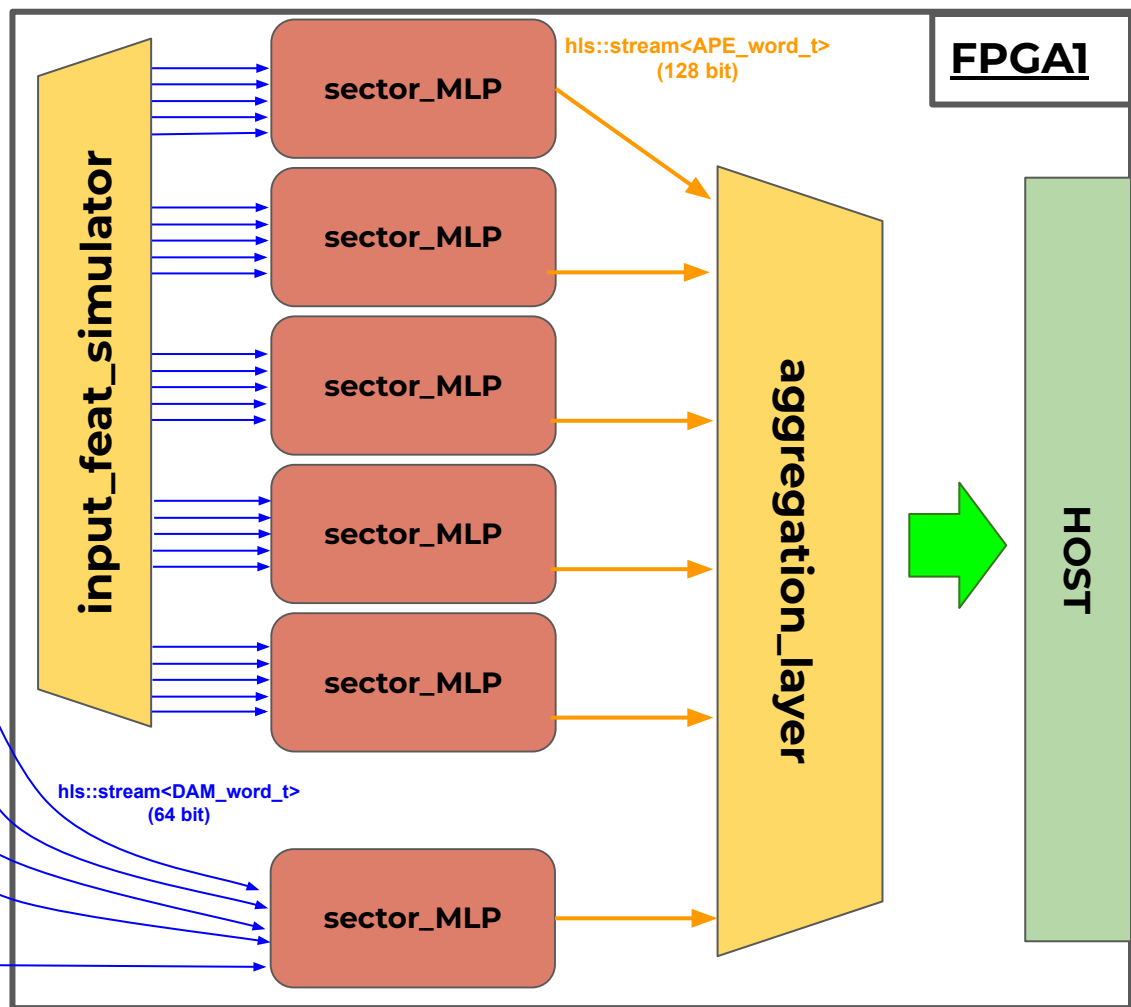 FPGA1
hls::stream<APE_word_t>
(128 bit)
input_feat_simulator
sector_MLP
sector_MLP
sector_MLP
sector_MLP
sector_MLP
hls::stream<DAM_word_t>
(64 bit)
sector_MLP
aggregation_layer
HOST